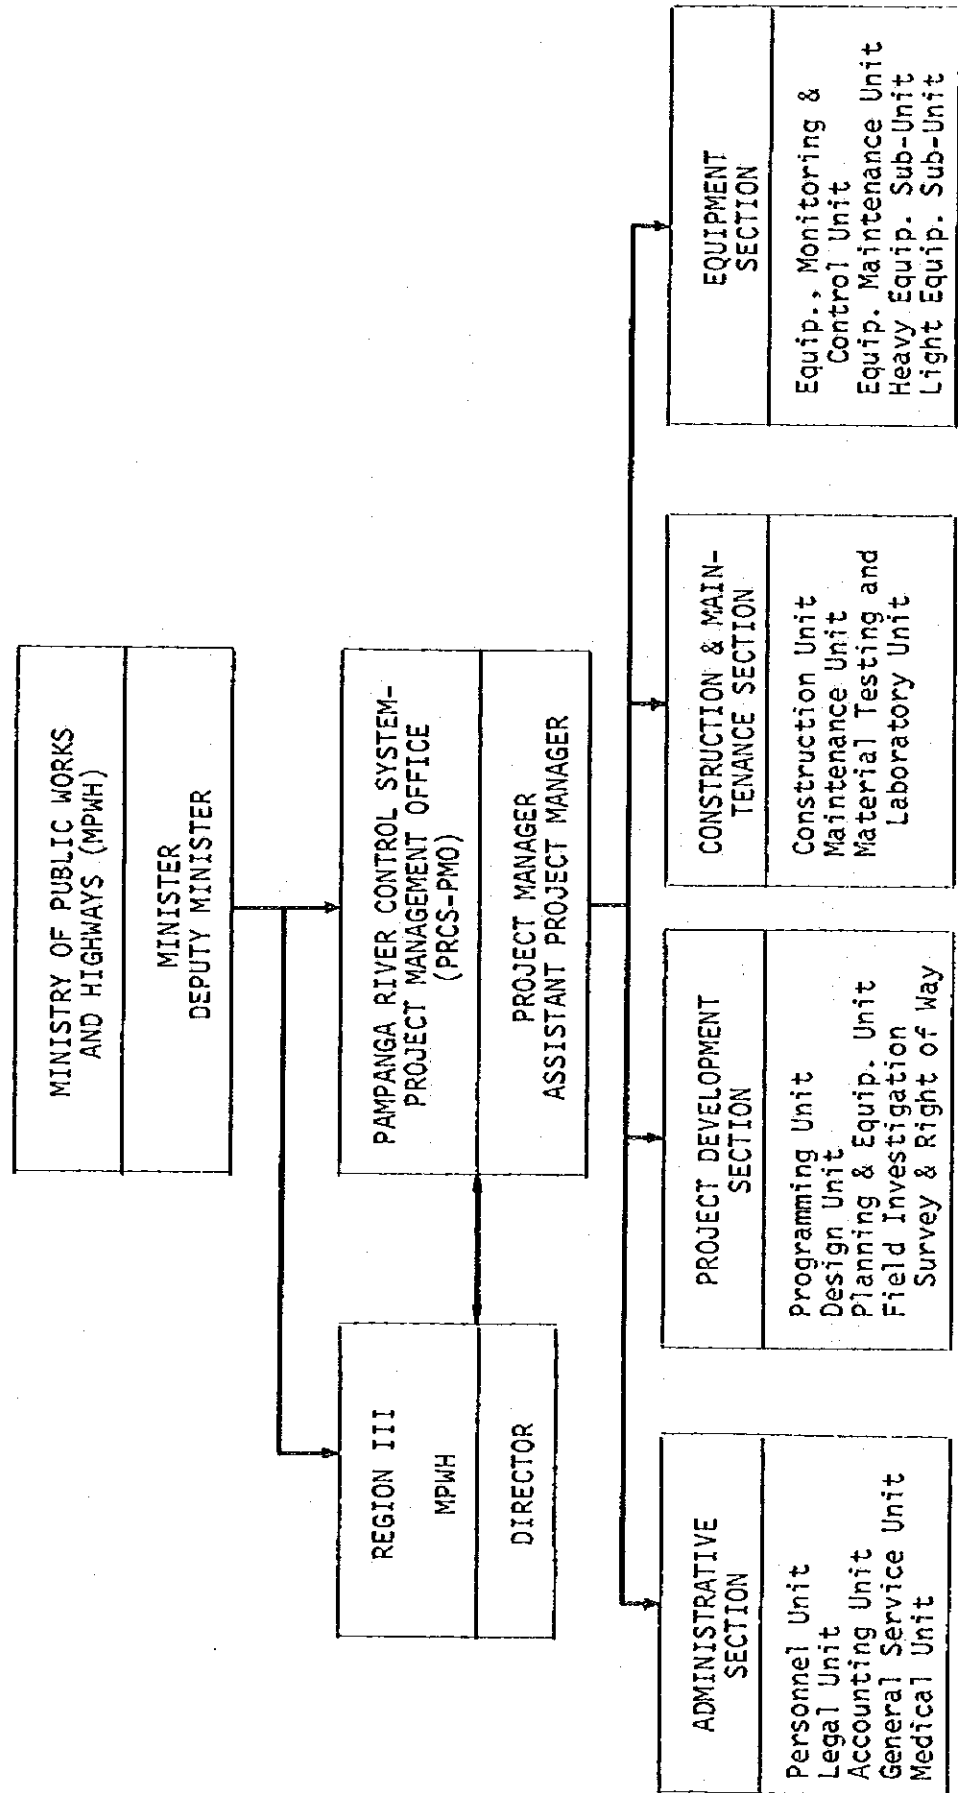 MINISTRY OF PUBLIC WORKS
AND HIGHWAYS (MPWH)
MINISTER
DEPUTY MINISTER
REGION III
MPWH
DIRECTOR
PAMPANGA RIVER CONTROL SYSTEM-
PROJECT MANAGEMENT OFFICE
(PRCS-PMO)
PROJECT MANAGER
ASSISTANT PROJECT MANAGER
ADMINISTRATIVE
SECTION
Personnel Unit
Legal Unit
Accounting Unit
General Service Unit
Medical Unit
PROJECT DEVELOPMENT
SECTION
Programming Unit
Design Unit
Planning & Equip. Unit
Field Investigation
Survey & Right of Way
CONSTRUCTION & MAIN-
TENANCE SECTION
Construction Unit
Maintenance Unit
Material Testing and
Laboratory Unit
EQUIPMENT
SECTION
Equip., Monitoring &
Control Unit
Equip. Maintenance Unit
Heavy Equip. Sub-Unit
Light Equip. Sub-Unit